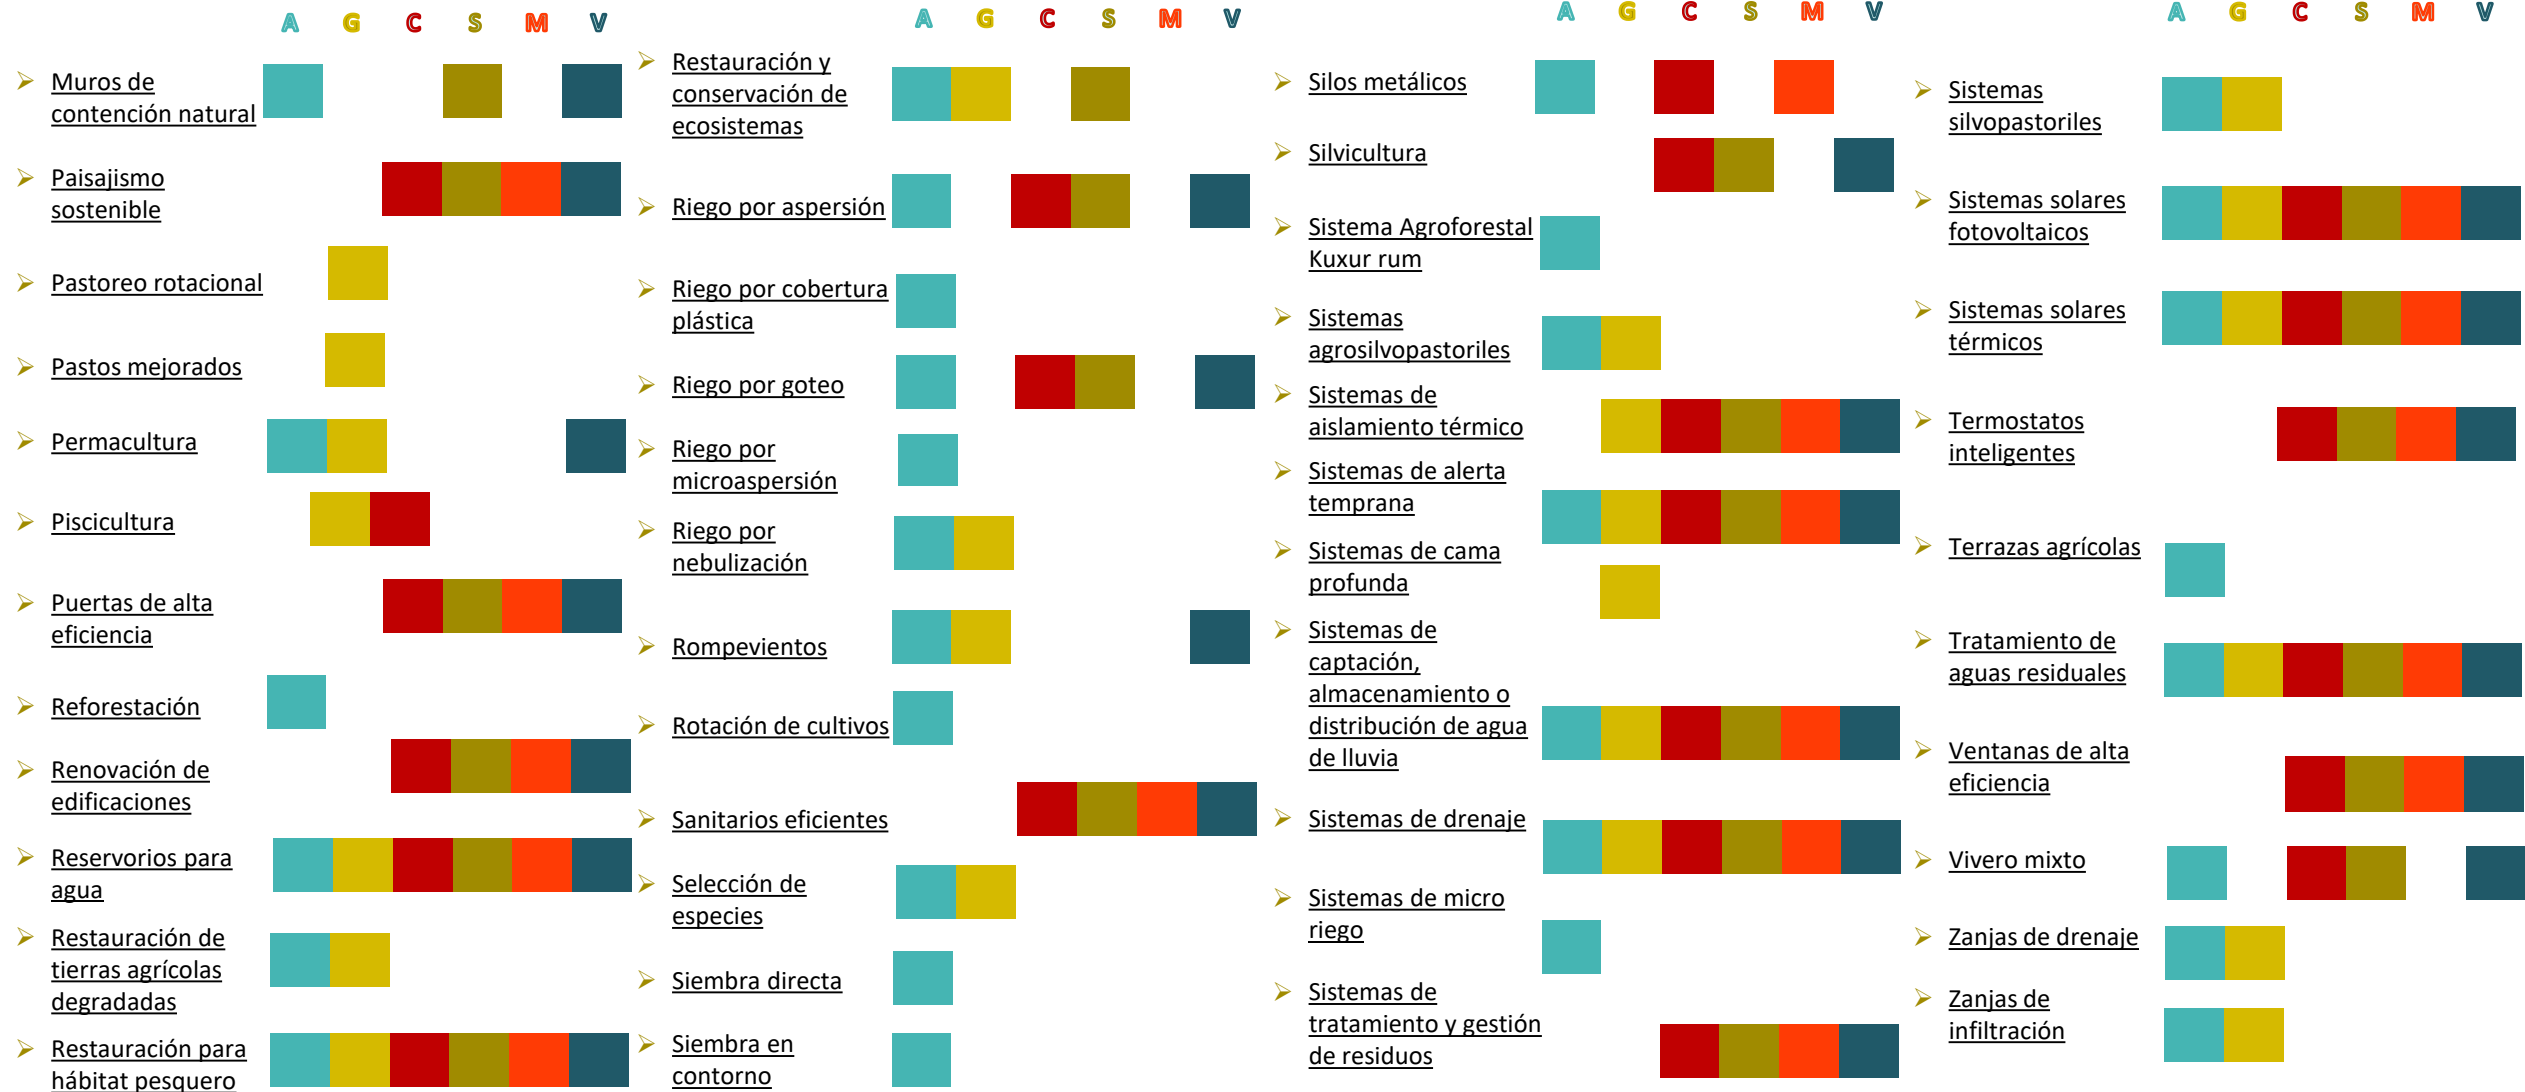 A G C S M V
Muros de
contención natural
Paisajismo
sostenible
Pastoreo rotacional
Pastos mejorados
Permacultura
Piscicultura
Puertas de alta
eficiencia
Reforestación
Renovación de
edificaciones
Reservorios para
agua
Restauración de
tierras agrícolas
degradadas
Restauración para
hábitat pesquero
A G C S M V
Restauración y
conservación de
ecosistemas
Riego por aspersión
Riego por cobertura
plástica
Riego por goteo
Riego por
microaspersión
Riego por
nebulización
Rompevientos
Rotación de cultivos
Sanitarios eficientes
Selección de
especies
Siembra directa
Siembra en
contorno
A G C S M V
Silos metálicos
Silvicultura
Sistema Agroforestal
Kuxur rum
Sistemas
agrosilvopastoriles
Sistemas de
aislamiento térmico
Sistemas de alerta
temprana
Sistemas de cama
profunda
Sistemas de
captación,
almacenamiento o
distribución de agua
de lluvia
Sistemas de drenaje
Sistemas de micro
riego
Sistemas de
tratamiento y gestión
de residuos
A G C S M V
Sistemas
silvopastoriles
Sistemas solares
fotovoltaicos
Sistemas solares
térmicos
Termostatos
inteligentes
Terrazas agrícolas
Tratamiento de
aguas residuales
Ventanas de alta
eficiencia
Vivero mixto
Zanjas de drenaje
Zanjas de
infiltración